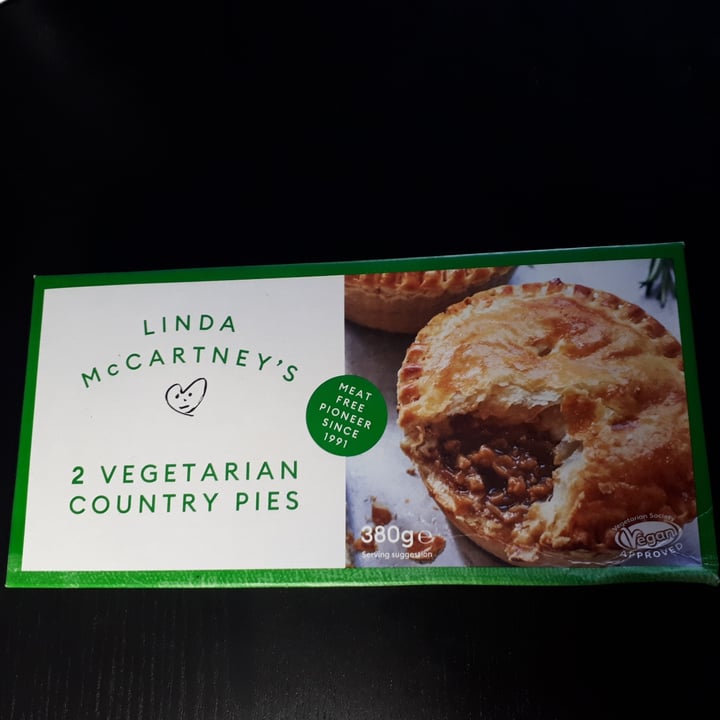 LINDA
McCARTNEY'S
MEAT
FREE
PIONEER
SINCE
1991
2 VEGETARIAN
COUNTRY PIES
380g e
Serving suggestion
Vegetarian Society
Vegan
APPROVED